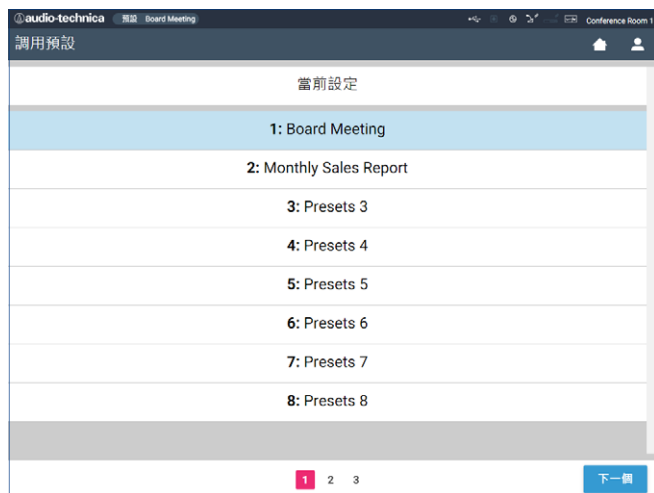 audio-technica 預設 Board Meeting Conference Room 1
調用預設
當前設定
1: Board Meeting
2: Monthly Sales Report
3: Presets 3
4: Presets 4
5: Presets 5
6: Presets 6
7: Presets 7
8: Presets 8
1 2 3 下一個